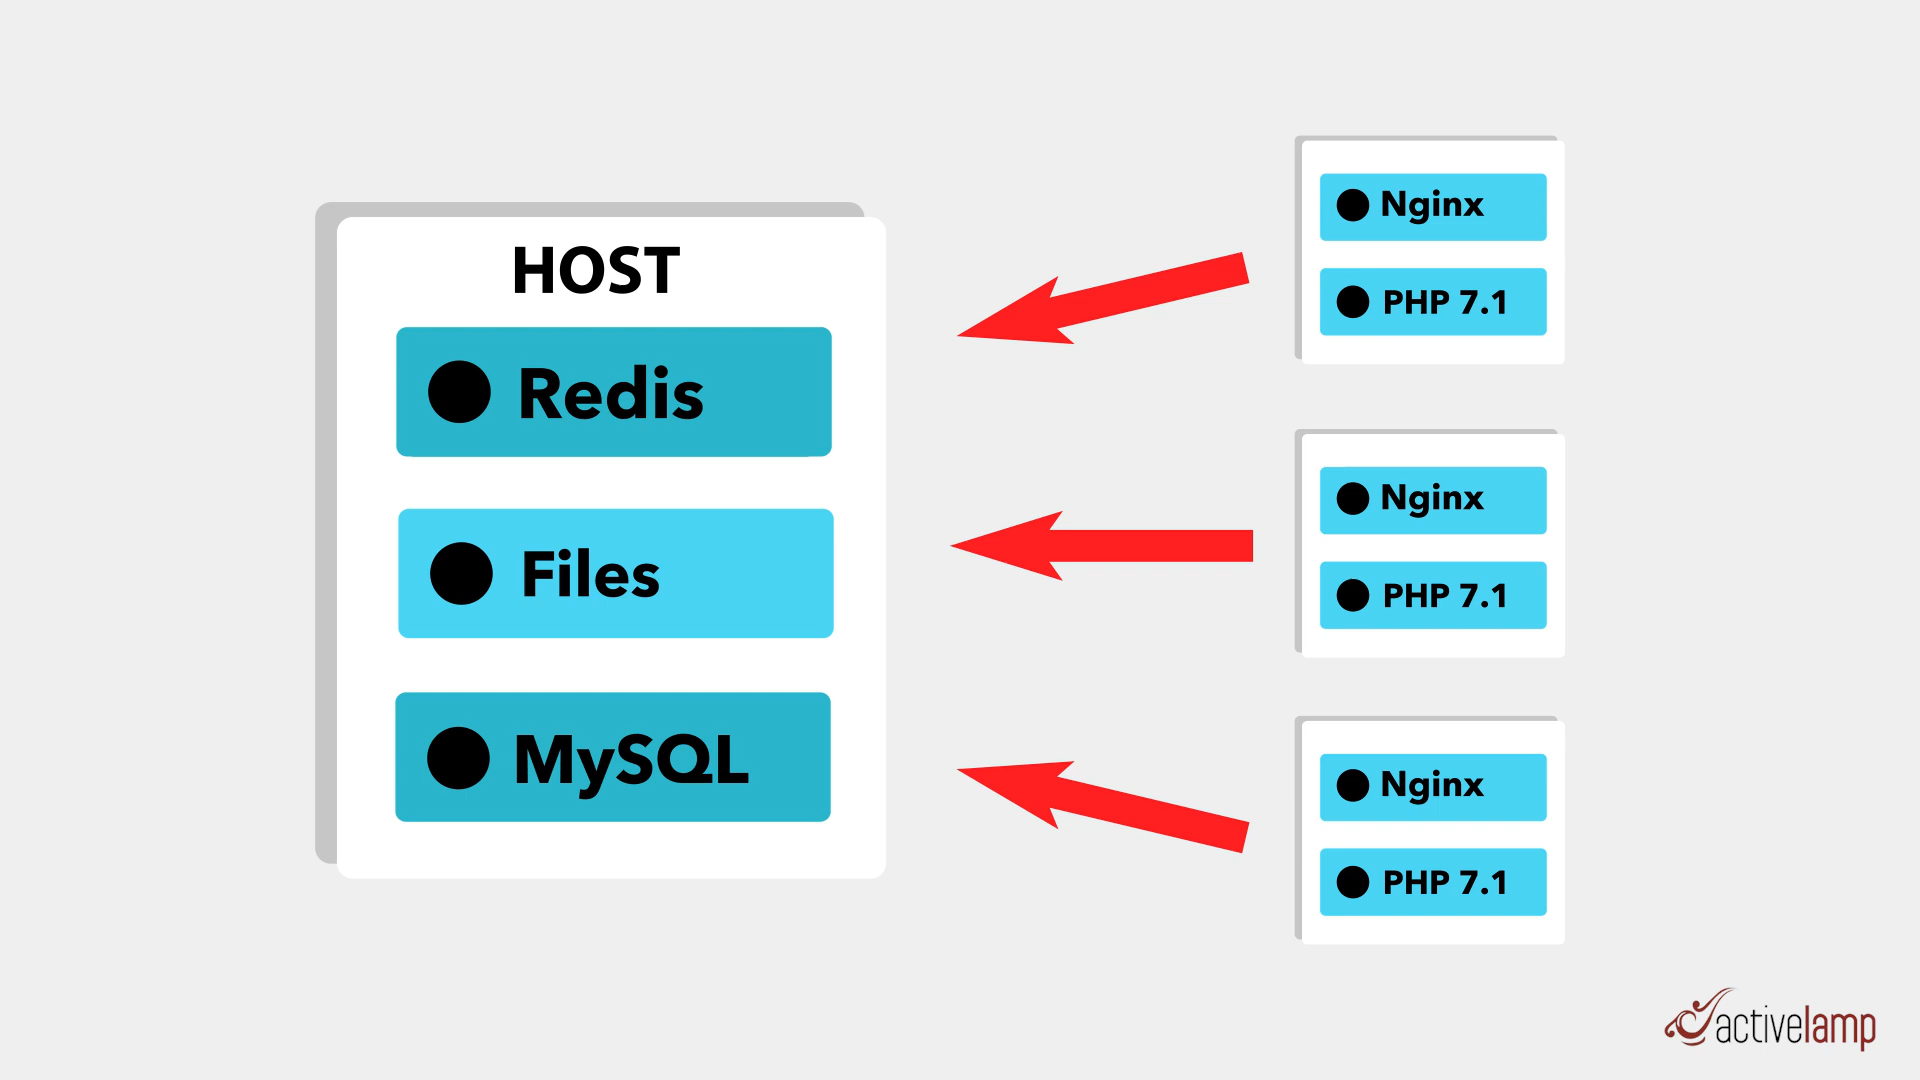 HOST
Redis
Files
MySQL
Nginx
PHP 7.1
Nginx
PHP 7.1
Nginx
PHP 7.1
activelamp